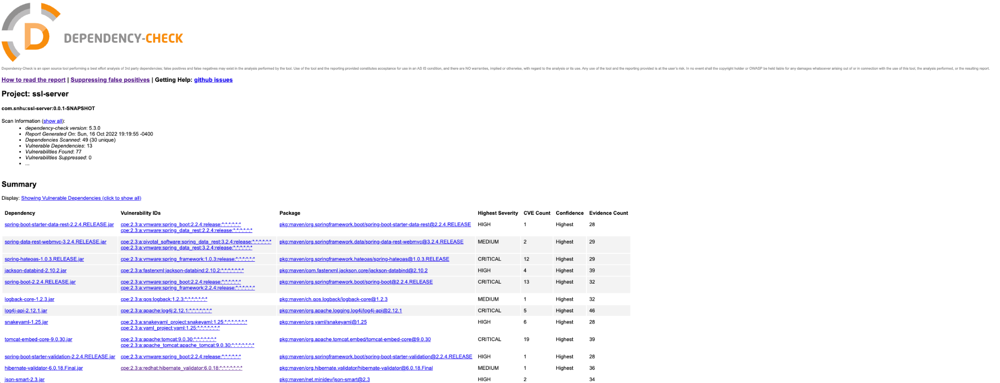 DEPENDENCY-CHECK
Dependency-Check is an open source tool performing a best effort analysis of 3rd party dependencies; false positives and false negatives may exist in the analysis performed by the tool. Use of the tool and the reporting provided constitutes acceptance for use in an AS IS condition, and there are NO warranties, implied or otherwise, with regard to the analysis or its use. Any use of the tool and the reporting provided is at the user's risk. In no event shall the copyright holder or OWASP be held liable for any damages whatsoever arising out of or in connection with the use of this tool, the analysis performed, or the resulting report.
How to read the report | Suppressing false positives | Getting Help: github issues
Project: ssl-server
com.snhu:ssl-server:0.0.1-SNAPSHOT
Scan Information (show all):
• dependency-check version: 5.3.0
• Report Generated On: Sun, 16 Oct 2022 19:19:55 -0400
• Dependencies Scanned: 49 (30 unique)
• Vulnerable Dependencies: 13
• Vulnerabilities Found: 77
• Vulnerabilities Suppressed: 0
• ...
Summary
Display: Showing Vulnerable Dependencies (click to show all)
Dependency Vulnerability IDs Package Highest Severity CVE Count Confidence Evidence Count
spring-boot-starter-data-rest-2.2.4.RELEASE.jar cpe:2.3:a:vmware:spring_boot:2.2.4:release:*:*:*:*:*:* pkg:maven/org.springframework.boot/spring-boot-starter-data-rest@2.2.4.RELEASE HIGH 1 Highest 28
cpe:2.3:a:vmware:spring_data_rest:2.2.4:release:*:*:*:*:*:*
spring-data-rest-webmvc-3.2.4.RELEASE.jar cpe:2.3:a:pivotal_software:spring_data_rest:3.2.4:release:*:*:*:*:*:* pkg:maven/org.springframework.data/spring-data-rest-webmvc@3.2.4.RELEASE MEDIUM 2 Highest 29
cpe:2.3:a:vmware:spring_data_rest:3.2.4:release:*:*:*:*:*:*
spring-hateoas-1.0.3.RELEASE.jar cpe:2.3:a:vmware:spring_framework:1.0.3:release:*:*:*:*:*:* pkg:maven/org.springframework.hateoas/spring-hateoas@1.0.3.RELEASE CRITICAL 12 Highest 29
jackson-databind-2.10.2.jar cpe:2.3:a:fasterxml:jackson-databind:2.10.2:*:*:*:*:*:*:* pkg:maven/com.fasterxml.jackson.core/jackson-databind@2.10.2 HIGH 4 Highest 39
spring-boot-2.2.4.RELEASE.jar cpe:2.3:a:vmware:spring_boot:2.2.4:release:*:*:*:*:*:* pkg:maven/org.springframework.boot/spring-boot@2.2.4.RELEASE CRITICAL 13 Highest 32
cpe:2.3:a:vmware:spring_framework:2.2.4:release:*:*:*:*:*:*
logback-core-1.2.3.jar cpe:2.3:a:qos:logback:1.2.3:*:*:*:*:*:*:* pkg:maven/ch.qos.logback/logback-core@1.2.3 MEDIUM 1 Highest 32
log4j-api-2.12.1.jar cpe:2.3:a:apache:log4j:2.12.1:*:*:*:*:*:*:* pkg:maven/org.apache.logging.log4j/log4j-api@2.12.1 CRITICAL 5 Highest 46
snakeyaml-1.25.jar cpe:2.3:a:snakeyaml_project:snakeyaml:1.25:*:*:*:*:*:*:* pkg:maven/org.yaml/snakeyaml@1.25 HIGH 6 Highest 28
cpe:2.3:a:yaml_project:yaml:1.25:*:*:*:*:*:*:*
tomcat-embed-core-9.0.30.jar cpe:2.3:a:apache:tomcat:9.0.30:*:*:*:*:*:*:* pkg:maven/org.apache.tomcat.embed/tomcat-embed-core@9.0.30 CRITICAL 19 Highest 39
cpe:2.3:a:apache_tomcat:apache_tomcat:9.0.30:*:*:*:*:*:*:*
spring-boot-starter-validation-2.2.4.RELEASE.jar cpe:2.3:a:vmware:spring_boot:2.2.4:release:*:*:*:*:*:* pkg:maven/org.springframework.boot/spring-boot-starter-validation@2.2.4.RELEASE HIGH 1 Highest 28
hibernate-validator-6.0.18.Final.jar cpe:2.3:a:redhat:hibernate_validator:6.0.18:*:*:*:*:*:*:* pkg:maven/org.hibernate.validator/hibernate-validator@6.0.18.Final MEDIUM 1 Highest 36
json-smart-2.3.jar pkg:maven/net.minidev/json-smart@2.3 HIGH 2 34